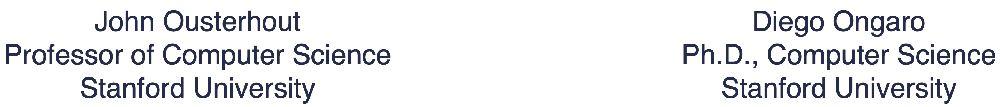 John Ousterhout
Professor of Computer Science
Stanford University
Diego Ongaro
Ph.D., Computer Science
Stanford University